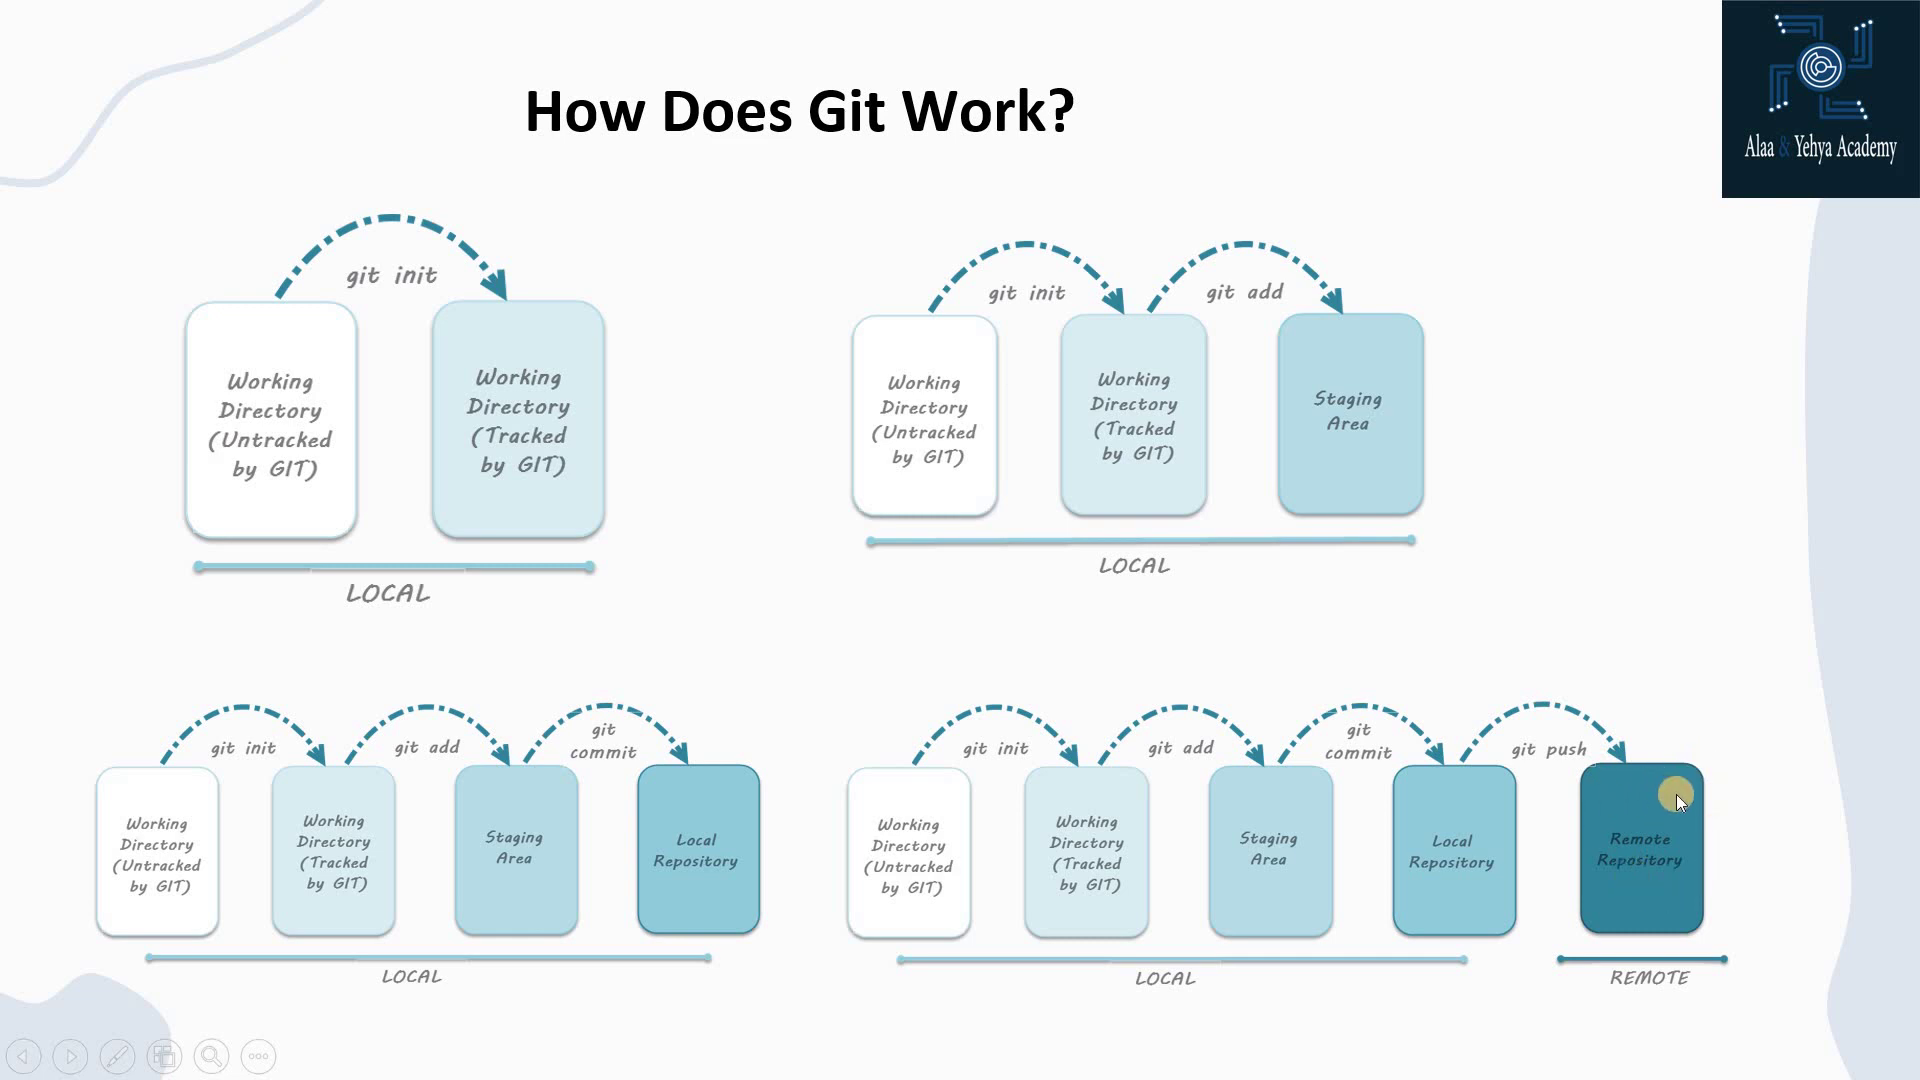 How Does Git Work?
Alaa & Yehya Academy
git init
Working
Directory
(Untracked
by GIT)
Working
Directory
(Tracked
by GIT)
LOCAL
git init
git add
Working
Directory
(Untracked
by GIT)
Working
Directory
(Tracked
by GIT)
Staging
Area
LOCAL
git init
git add
git
commit
Working
Directory
(Untracked
by GIT)
Working
Directory
(Tracked
by GIT)
Staging
Area
Local
Repository
LOCAL
git init
git add
git
commit
git push
Working
Directory
(Untracked
by GIT)
Working
Directory
(Tracked
by GIT)
Staging
Area
Local
Repository
Remote
Repository
LOCAL
REMOTE